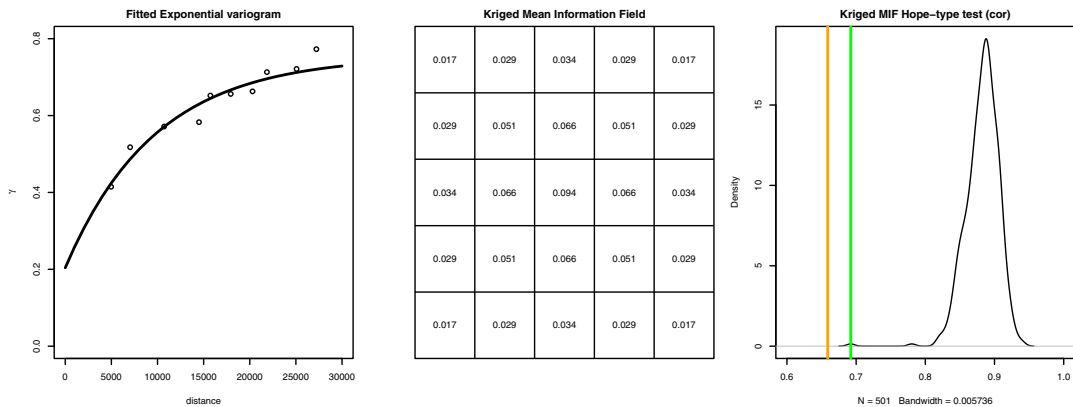 Fitted Exponential variogram
γ
0.8
0.6
0.4
0.2
0.0
0 5000 10000 15000 20000 25000 30000
distance
Kriged Mean Information Field
0.017 0.029 0.034 0.029 0.017
0.029 0.051 0.066 0.051 0.029
0.034 0.066 0.094 0.066 0.034
0.029 0.051 0.066 0.051 0.029
0.017 0.029 0.034 0.029 0.017
Kriged MIF Hope−type test (cor)
Density
15
10
5
0
0.6 0.7 0.8 0.9 1.0
N = 501 Bandwidth = 0.005736